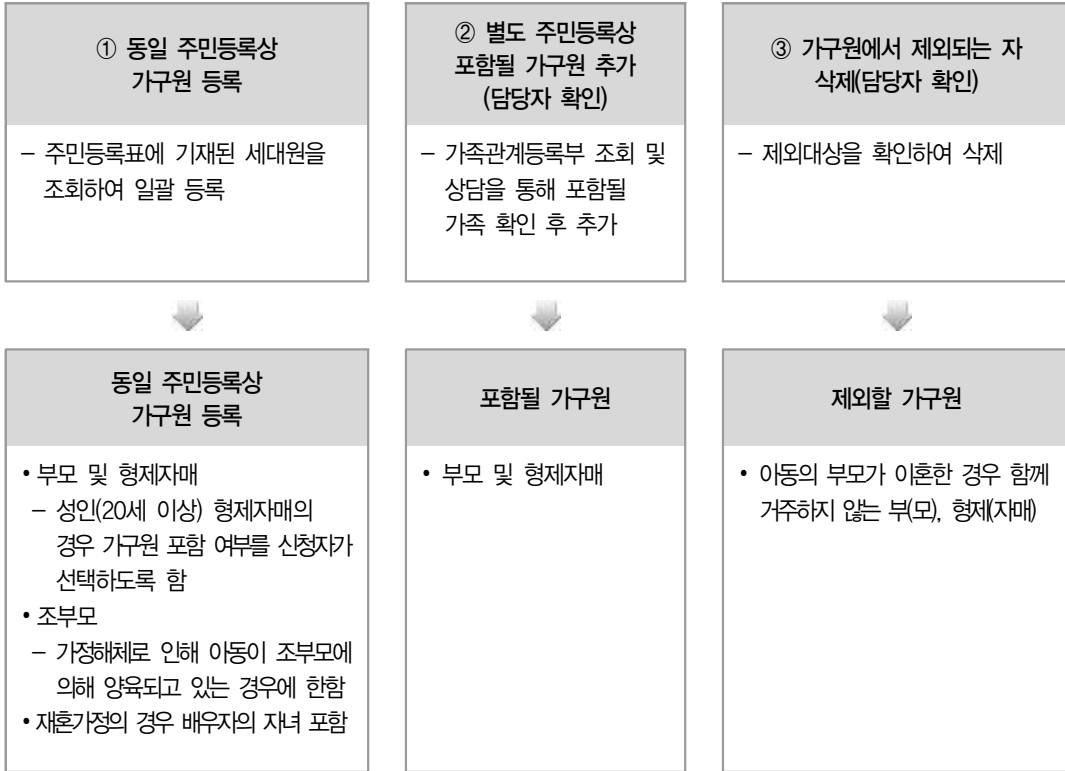 ① 동일 주민등록상
가구원 등록
– 주민등록표에 기재된 세대원을
조회하여 일괄 등록
② 별도 주민등록상
포함될 가구원 추가
(담당자 확인)
– 가족관계등록부 조회 및
상담을 통해 포함될
가족 확인 후 추가
③ 가구원에서 제외되는 자
삭제(담당자 확인)
– 제외대상을 확인하여 삭제
동일 주민등록상
가구원 등록
• 부모 및 형제자매
– 성인(20세 이상) 형제자매의
경우 가구원 포함 여부를 신청자가
선택하도록 함
• 조부모
– 가정해체로 인해 아동이 조부모에
의해 양육되고 있는 경우에 한함
• 재혼가정의 경우 배우자의 자녀 포함
포함될 가구원
• 부모 및 형제자매
제외할 가구원
• 아동의 부모가 이혼한 경우 함께
거주하지 않는 부(모), 형제(자매)